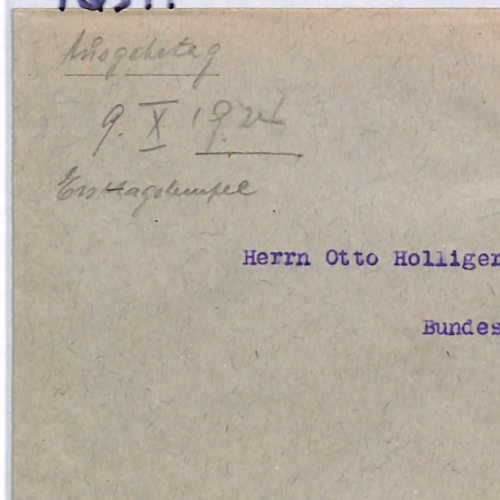 Ausgabetag
9. X 1924
Ersttagstempel
Herrn Otto Holliger
Bundes